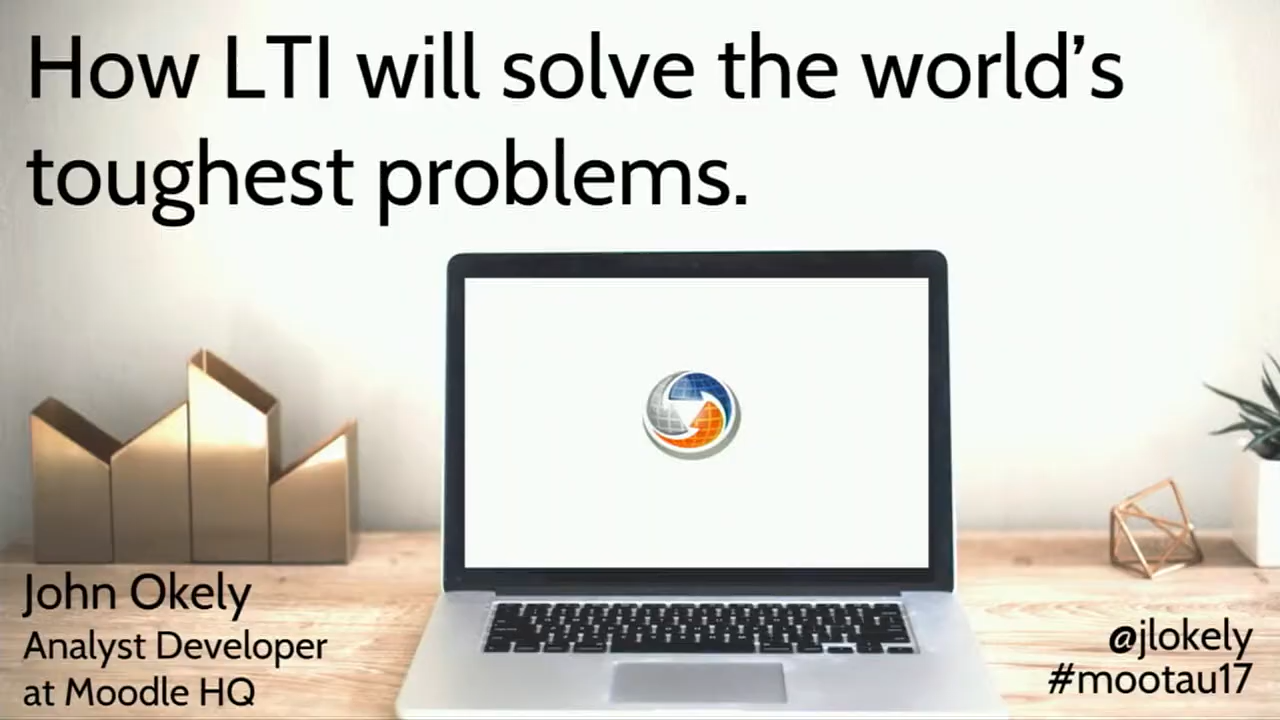 How LTI will solve the world’s
toughest problems.
John Okely
Analyst Developer
at Moodle HQ
@jlokely
#mootau17